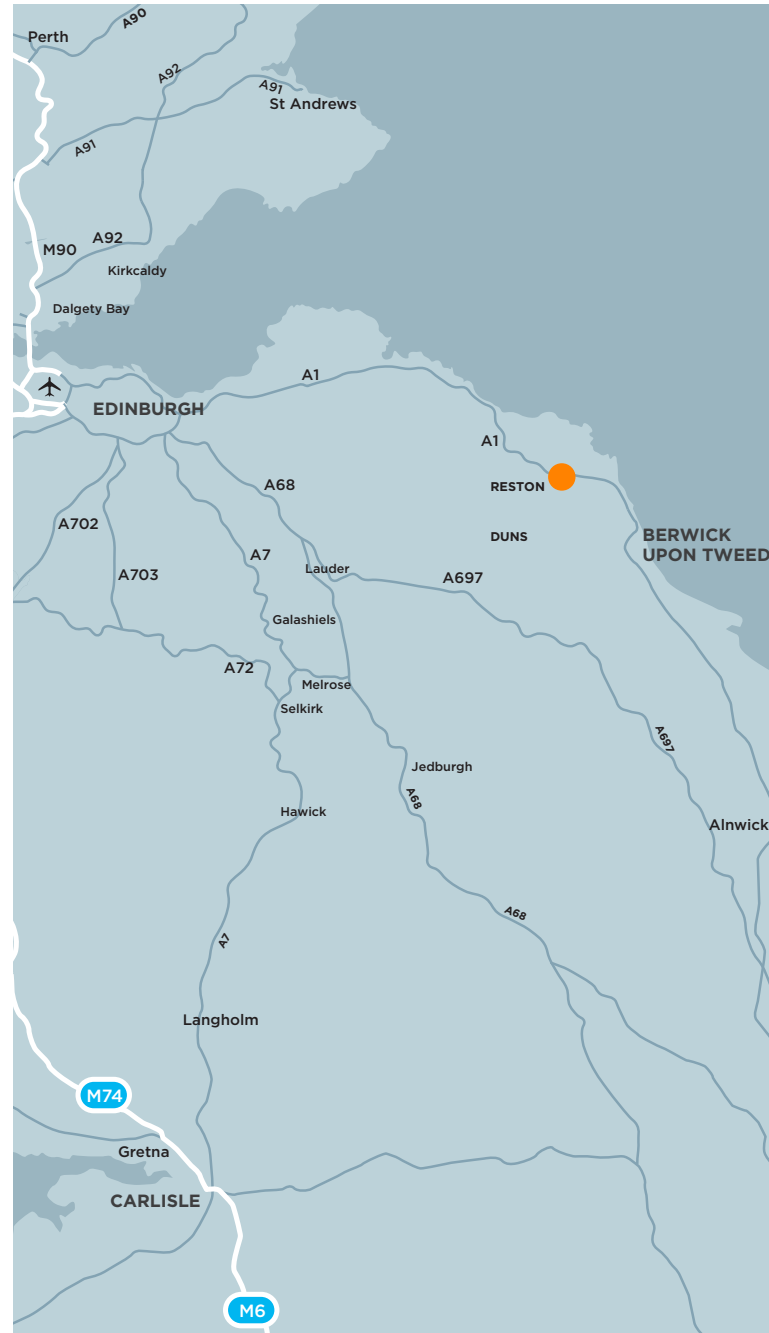 A90
Perth
A92
A91
St Andrews
A91
A92
M90
Kirkcaldy
Dalgety Bay
A1
EDINBURGH
A1
A68
RESTON
A702
DUNS
BERWICK
UPON TWEED
A7
Lauder
A703
A697
Galashiels
A72
Melrose
Selkirk
A697
Jedburgh
A68
Hawick
Alnwick
A68
A7
Langholm
M74
Gretna
CARLISLE
M6